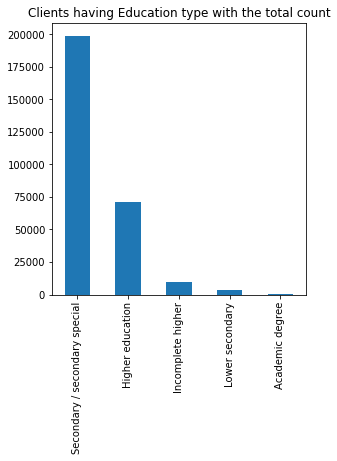 Clients having Education type with the total count
200000
175000
150000
125000
100000
75000
50000
25000
0
Secondary / secondary special
Higher education
Incomplete higher
Lower secondary
Academic degree